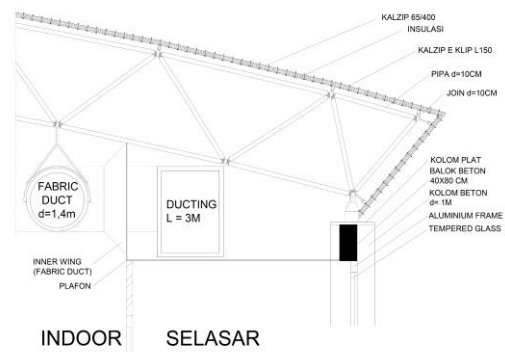 KALZIP 65/400
INSULASI
KALZIP E KLIP L150
PIPA d=10CM
JOIN d=10CM
KOLOM PLAT
BALOK BETON
40X80 CM
KOLOM BETON
d= 1M
ALUMINIUM FRAME
TEMPERED GLASS
FABRIC
DUCT
d=1,4m
DUCTING
L = 3M
INNER WING
(FABRIC DUCT)
PLAFON
INDOOR
SELASAR